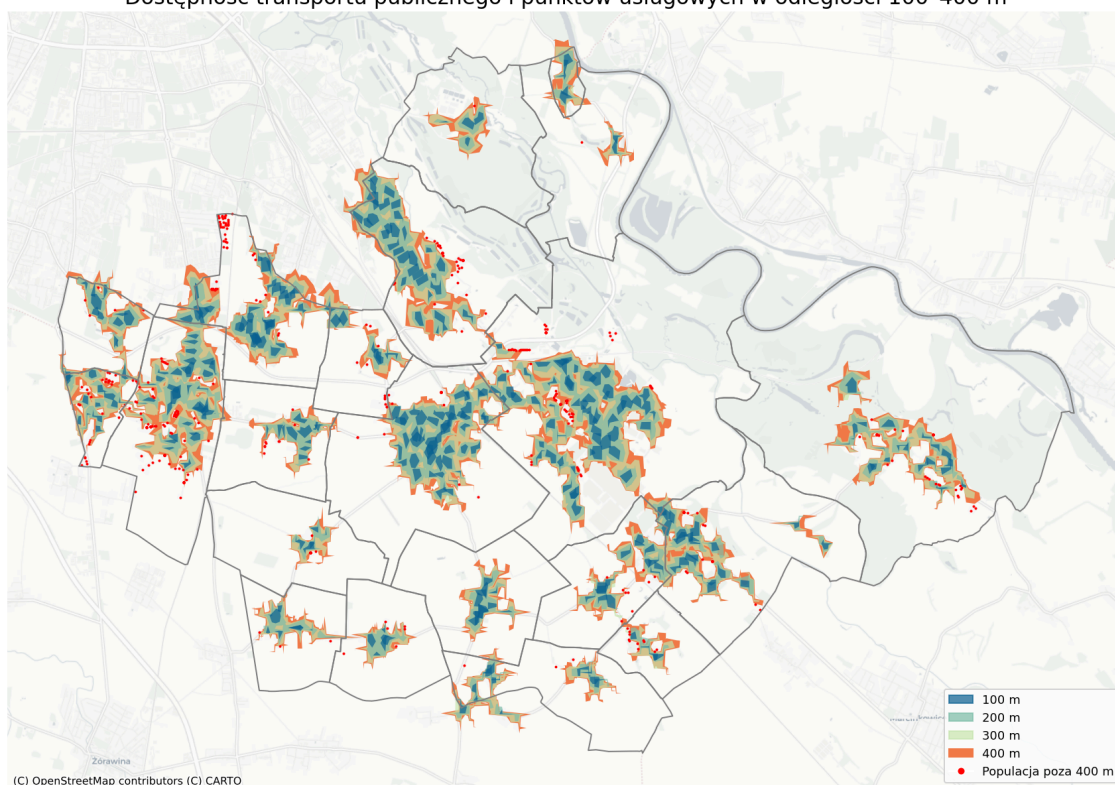 Dostępność transportu publicznego i punktów usługowych w odległości 100–400 m
100 m
200 m
300 m
400 m
Populacja poza 400 m
Żórawina
(C) OpenStreetMap contributors (C) CARTO